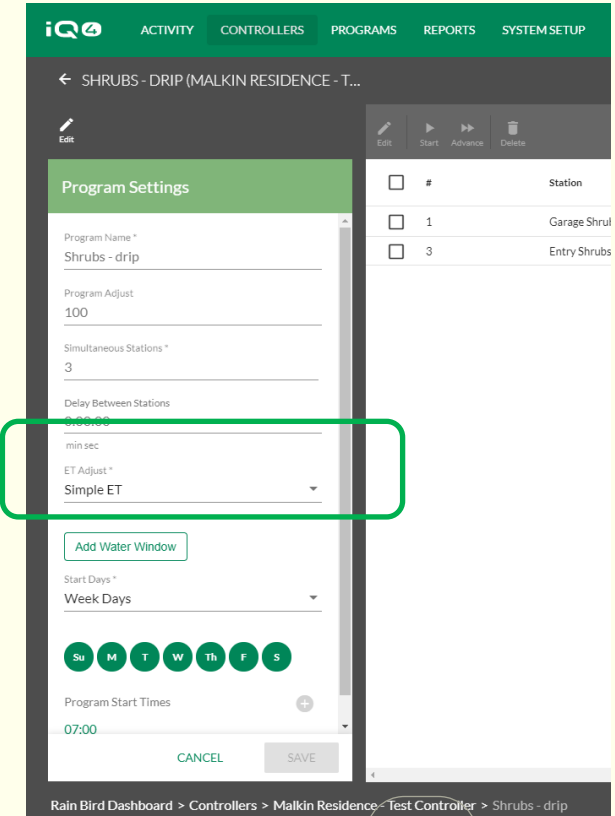 iQ4 ACTIVITY CONTROLLERS PROGRAMS REPORTS SYSTEM SETUP
SHRUBS - DRIP (MALKIN RESIDENCE - T...
Edit
Edit Start Advance Delete
Program Settings
# Station
1 Garage
3 Entry Shrubs
Program Name *
Shrubs - drip
Program Adjust
100
Simultaneous Stations *
3
Delay Between Stations
0:00:00
min sec
ET Adjust *
Simple ET
Add Water Window
Start Days *
Week Days
Su M T W Th F S
Program Start Times
07:00
CANCEL SAVE
Rain Bird Dashboard > Controllers > Malkin Residence - Test Controller > Shrubs - drip